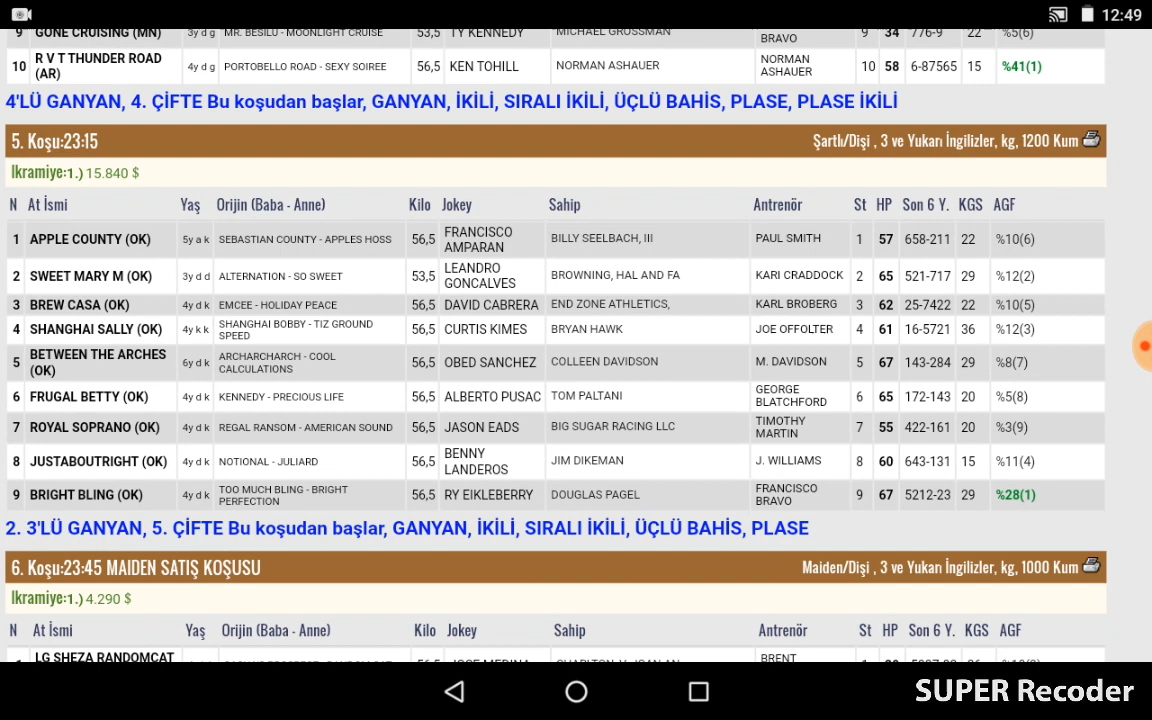 12:49
9 GONE CRUISING (MN) 3y d g MR. BESILU - MOONLIGHT CRUISE 53,5 TY KENNEDY MICHAEL GROSSMAN BRAVO 9 34 776-9 22 %5(6)
10 R V T THUNDER ROAD (AR) 4y d g PORTOBELLO ROAD - SEXY SOIREE 56,5 KEN TOHILL NORMAN ASHAUER NORMAN ASHAUER 10 58 6-87565 15 %41(1)
4'LÜ GANYAN, 4. ÇİFTE Bu koşudan başlar, GANYAN, İKİLİ, SIRALI İKİLİ, ÜÇLÜ BAHİS, PLASE, PLASE İKİLİ
5. Koşu:23:15 Şartlı/Dişi , 3 ve Yukarı İngilizler, kg, 1200 Kum
Ikramiye:1.) 15.840 $
N At İsmi Yaş Orijin (Baba - Anne) Kilo Jokey Sahip Antrenör St HP Son 6 Y. KGS AGF
1 APPLE COUNTY (OK) 5y a k SEBASTIAN COUNTY - APPLES HOSS 56,5 FRANCISCO AMPARAN BILLY SEELBACH, III PAUL SMITH 1 57 658-211 22 %10(6)
2 SWEET MARY M (OK) 3y d d ALTERNATION - SO SWEET 53,5 LEANDRO GONCALVES BROWNING, HAL AND FA KARI CRADDOCK 2 65 521-717 29 %12(2)
3 BREW CASA (OK) 4y d k EMCEE - HOLIDAY PEACE 56,5 DAVID CABRERA END ZONE ATHLETICS, KARL BROBERG 3 62 25-7422 22 %10(5)
4 SHANGHAI SALLY (OK) 4y k k SHANGHAI BOBBY - TIZ GROUND SPEED 56,5 CURTIS KIMES BRYAN HAWK JOE OFFOLTER 4 61 16-5721 36 %12(3)
5 BETWEEN THE ARCHES (OK) 6y d k ARCHARCHARCH - COOL CALCULATIONS 56,5 OBED SANCHEZ COLLEEN DAVIDSON M. DAVIDSON 5 67 143-284 29 %8(7)
6 FRUGAL BETTY (OK) 4y d k KENNEDY - PRECIOUS LIFE 56,5 ALBERTO PUSAC TOM PALTANI GEORGE BLATCHFORD 6 65 172-143 20 %5(8)
7 ROYAL SOPRANO (OK) 4y d k REGAL RANSOM - AMERICAN SOUND 56,5 JASON EADS BIG SUGAR RACING LLC TIMOTHY MARTIN 7 55 422-161 20 %3(9)
8 JUSTABOUTRIGHT (OK) 4y d k NOTIONAL - JULIARD 56,5 BENNY LANDEROS JIM DIKEMAN J. WILLIAMS 8 60 643-131 15 %11(4)
9 BRIGHT BLING (OK) 4y d k TOO MUCH BLING - BRIGHT PERFECTION 56,5 RY EIKLEBERRY DOUGLAS PAGEL FRANCISCO BRAVO 9 67 5212-23 29 %28(1)
2. 3'LÜ GANYAN, 5. ÇİFTE Bu koşudan başlar, GANYAN, İKİLİ, SIRALI İKİLİ, ÜÇLÜ BAHİS, PLASE
6. Koşu:23:45 MAIDEN SATIŞ KOŞUSU Maiden/Dişi , 3 ve Yukarı İngilizler, kg, 1000 Kum
Ikramiye:1.) 4.290 $
N At İsmi Yaş Orijin (Baba - Anne) Kilo Jokey Sahip Antrenör St HP Son 6 Y. KGS AGF
LG SHEZA RANDOMCAT BRENT
SUPER Recorder